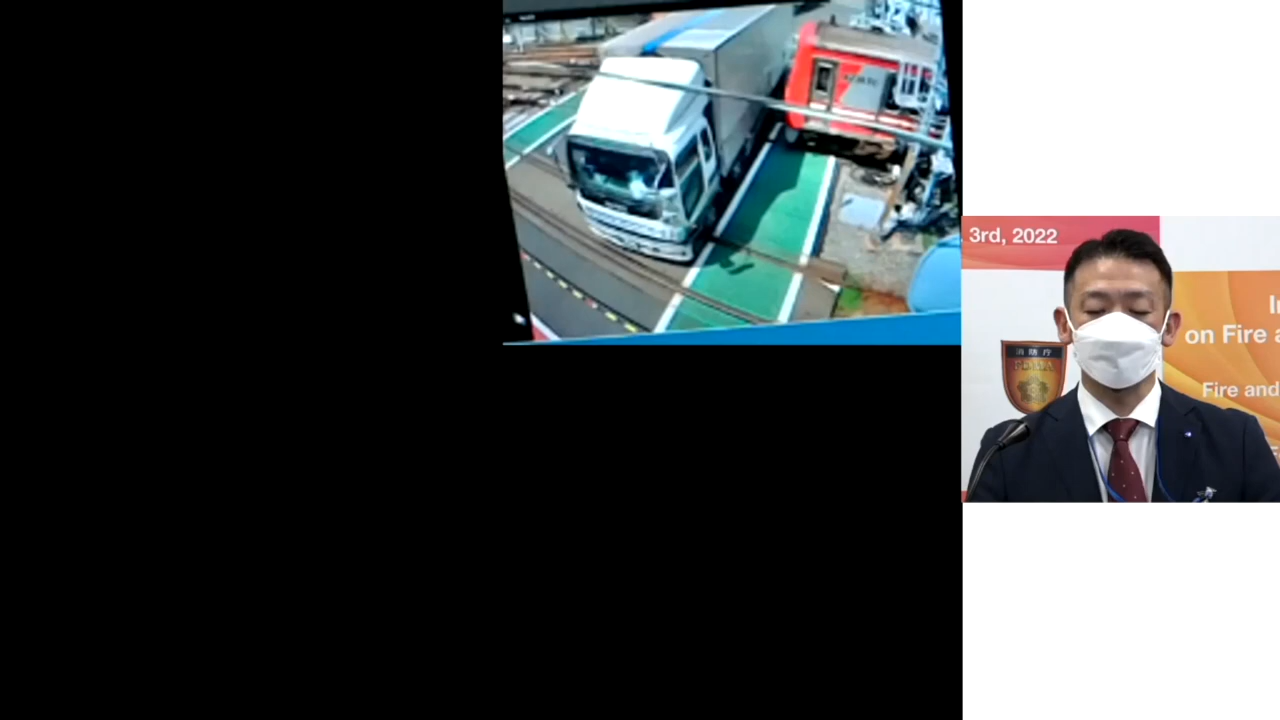 3rd, 2022
on Fire a
消防庁
FDMA
Fire and